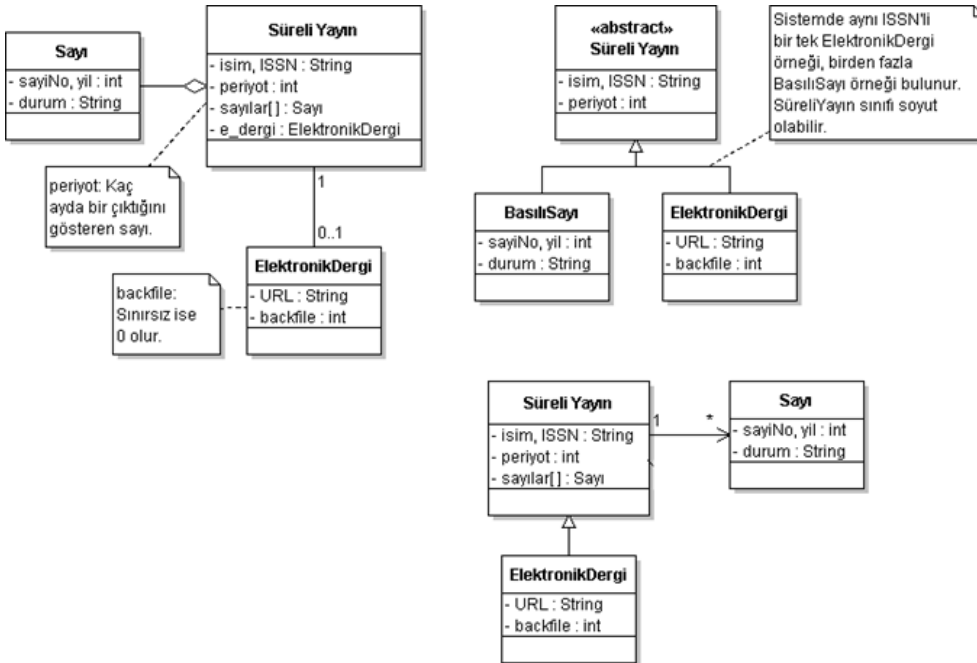 Sayı
- sayiNo, yil : int
- durum : String
Süreli Yayın
- isim, ISSN : String
- periyot : int
- sayılar[] : Sayı
- e_dergi : ElektronikDergi
periyot: Kaç
ayda bir çıktığını
gösteren sayı.
1
0..1
ElektronikDergi
- URL : String
- backfile : int
backfile:
Sınırsız ise
0 olur.
«abstract»
Süreli Yayın
- isim, ISSN : String
- periyot : int
Sistemde aynı ISSN'li
bir tek ElektronikDergi
örneği, birden fazla
BasılıSayı örneği bulunur.
SüreliYayın sınıfı soyut
olabilir.
BasılıSayı
- sayiNo, yil : int
- durum : String
ElektronikDergi
- URL : String
- backfile : int
Süreli Yayın
- isim, ISSN : String
- periyot : int
- sayılar[] : Sayı
1
*
Sayı
- sayiNo, yil : int
- durum : String
ElektronikDergi
- URL : String
- backfile : int